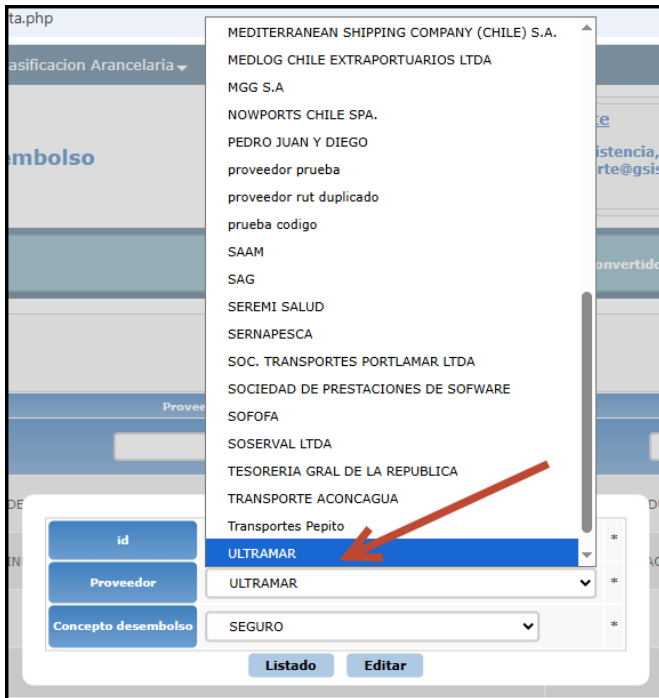 ta.php
MEDITERRANEAN SHIPPING COMPANY (CHILE) S.A.
asificacion Arancelaria
MEDLOG CHILE EXTRAPORTUARIOS LTDA
MGG S.A
NOWPORTS CHILE SPA.
PEDRO JUAN Y DIEGO
embolso
istencia,
proveedor prueba
rte@gsis
proveedor rut duplicado
prueba codigo
SAAM
onvertido
SAG
SEREMI SALUD
SERNAPESCA
SOC. TRANSPORTES PORTLAMAR LTDA
SOCIEDAD DE PRESTACIONES DE SOFWARE
Provee
SOFOFA
SOSERVAL LTDA
TESORERIA GRAL DE LA REPUBLICA
TRANSPORTE ACONCAGUA
DE
Transportes Pepito
id
*
ULTRAMAR
Proveedor
ULTRAMAR
*
Concepto desembolso
SEGURO
*
Listado
Editar